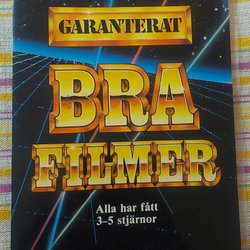 GARANTERAT
BRA
FILMER
Alla har fått
3-5 stjärnor